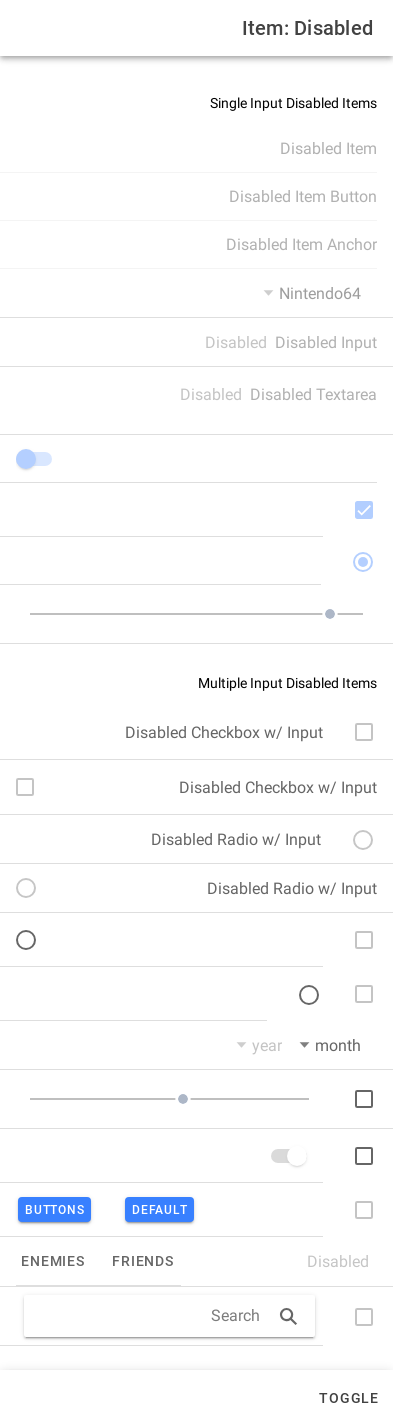 Item: Disabled
Single Input Disabled Items
Disabled Item
Disabled Item Button
Disabled Item Anchor
Nintendo64
Disabled Disabled Input
Disabled Disabled Textarea
Multiple Input Disabled Items
Disabled Checkbox w/ Input
Disabled Checkbox w/ Input
Disabled Radio w/ Input
Disabled Radio w/ Input
year month
BUTTONS DEFAULT
ENEMIES FRIENDS Disabled
Search
TOGGLE